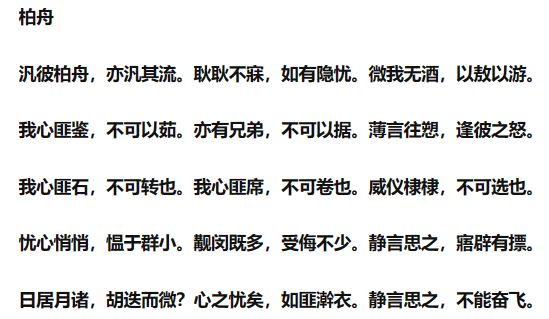 柏舟
汎彼柏舟，亦汎其流。耿耿不寐，如有隐忧。微我无酒，以敖以游。
我心匪鉴，不可以茹。亦有兄弟，不可以据。薄言往愬，逢彼之怒。
我心匪石，不可转也。我心匪席，不可卷也。威仪棣棣，不可选也。
忧心悄悄，愠于群小。觏闵既多，受侮不少。静言思之，寤辟有摽。
日居月诸，胡迭而微？心之忧矣，如匪澣衣。静言思之，不能奋飞。